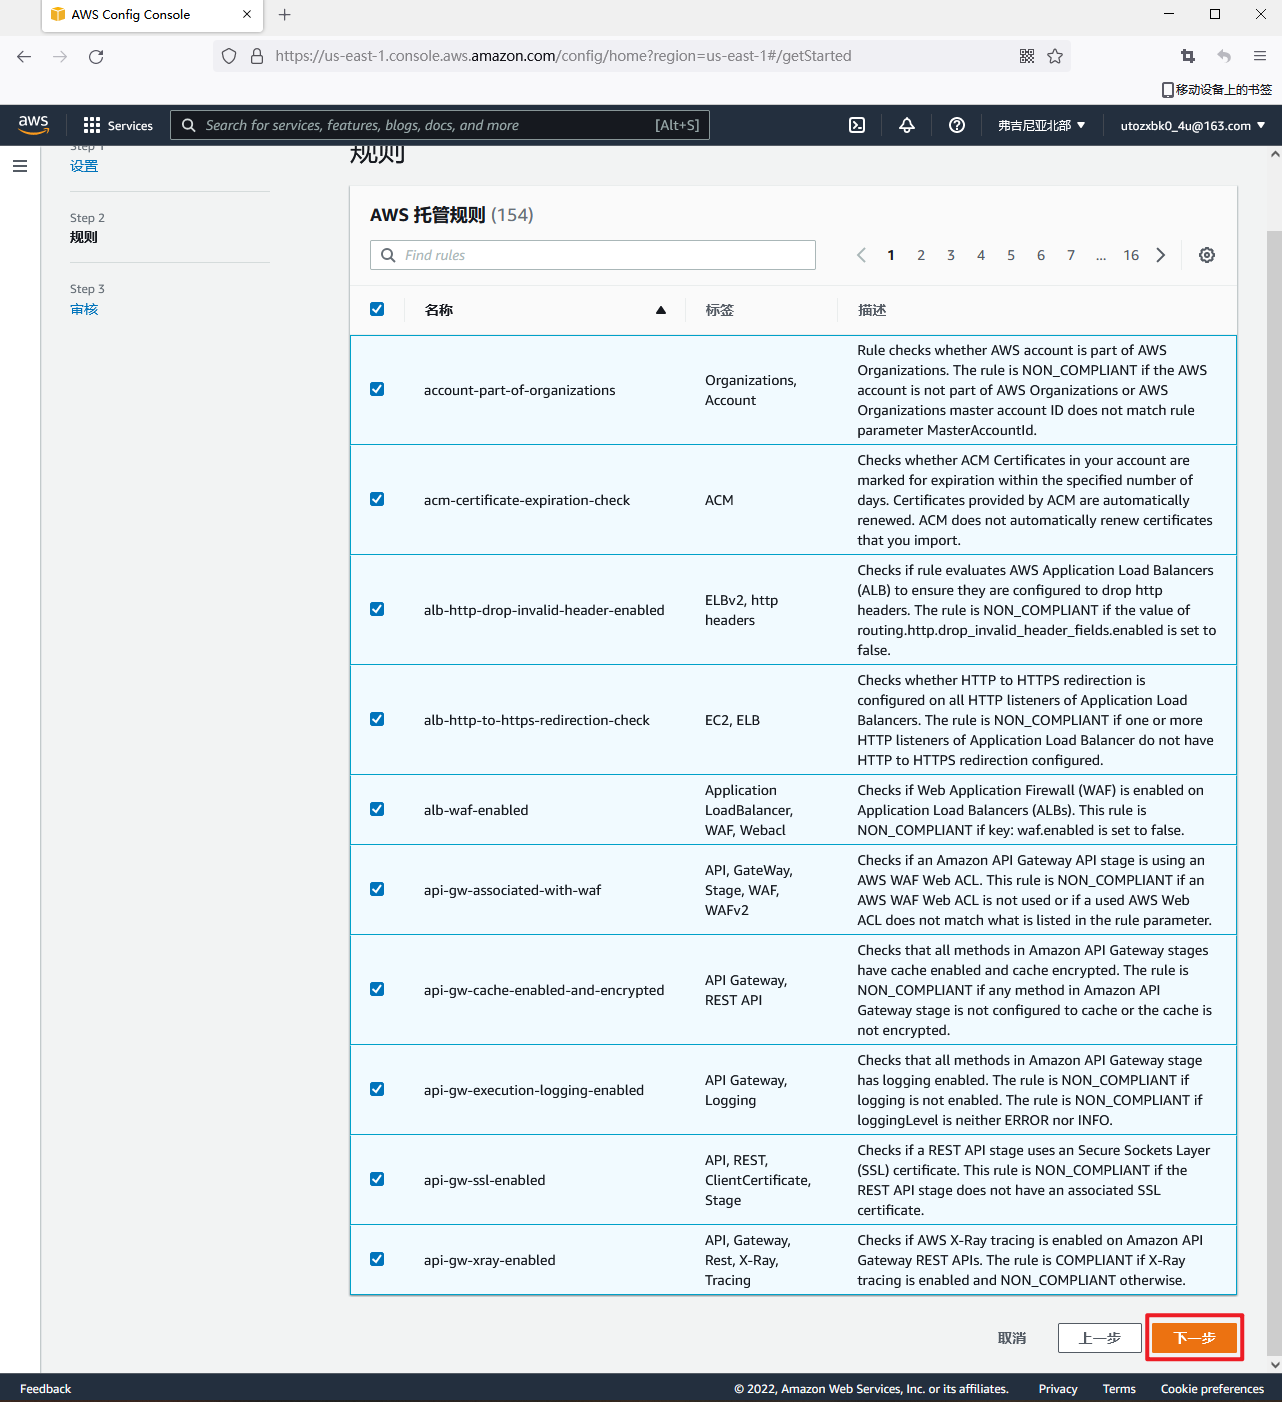 AWS Config Console
https://us-east-1.console.aws.amazon.com/config/home?region=us-east-1#/getStarted
移动设备上的书签
aws
Services
Search for services, features, blogs, docs, and more
[Alt+S]
弗吉尼亚北部
utozxbk0_4u@163.com
Step 1
设置
Step 2
规则
Step 3
审核
规则
AWS 托管规则 (154)
Find rules
1 2 3 4 5 6 7 ... 16
名称 标签 描述
account-part-of-organizations
Organizations,
Account
Rule checks whether AWS account is part of AWS
Organizations. The rule is NON_COMPLIANT if the AWS
account is not part of AWS Organizations or AWS
Organizations master account ID does not match rule
parameter MasterAccountId.
acm-certificate-expiration-check
ACM
Checks whether ACM Certificates in your account are
marked for expiration within the specified number of
days. Certificates provided by ACM are automatically
renewed. ACM does not automatically renew certificates
that you import.
alb-http-drop-invalid-header-enabled
ELBv2, http
headers
Checks if rule evaluates AWS Application Load Balancers
(ALB) to ensure they are configured to drop http
headers. The rule is NON_COMPLIANT if the value of
routing.http.drop_invalid_header_fields.enabled is set to
false.
alb-http-to-https-redirection-check
EC2, ELB
Checks whether HTTP to HTTPS redirection is
configured on all HTTP listeners of Application Load
Balancers. The rule is NON_COMPLIANT if one or more
HTTP listeners of Application Load Balancer do not have
HTTP to HTTPS redirection configured.
alb-waf-enabled
Application
LoadBalancer,
WAF, Webacl
Checks if Web Application Firewall (WAF) is enabled on
Application Load Balancers (ALBs). This rule is
NON_COMPLIANT if key: waf.enabled is set to false.
api-gw-associated-with-waf
API, GateWay,
Stage, WAF,
WAFv2
Checks if an Amazon API Gateway API stage is using an
AWS WAF Web ACL. This rule is NON_COMPLIANT if an
AWS WAF Web ACL is not used or if a used AWS Web
ACL does not match what is listed in the rule parameter.
api-gw-cache-enabled-and-encrypted
API Gateway,
REST API
Checks that all methods in Amazon API Gateway stages
have cache enabled and cache encrypted. The rule is
NON_COMPLIANT if any method in Amazon API
Gateway stage is not configured to cache or the cache is
not encrypted.
api-gw-execution-logging-enabled
API Gateway,
Logging
Checks that all methods in Amazon API Gateway stage
has logging enabled. The rule is NON_COMPLIANT if
logging is not enabled. The rule is NON_COMPLIANT if
loggingLevel is neither ERROR nor INFO.
api-gw-ssl-enabled
API, REST,
ClientCertificate,
Stage
Checks if a REST API stage uses an Secure Sockets Layer
(SSL) certificate. This rule is NON_COMPLIANT if the
REST API stage does not have an associated SSL
certificate.
api-gw-xray-enabled
API, Gateway,
Rest, X-Ray,
Tracing
Checks if AWS X-Ray tracing is enabled on Amazon API
Gateway REST APIs. The rule is COMPLIANT if X-Ray
tracing is enabled and NON_COMPLIANT otherwise.
取消
上一步
下一步
Feedback
© 2022, Amazon Web Services, Inc. or its affiliates.
Privacy
Terms
Cookie preferences